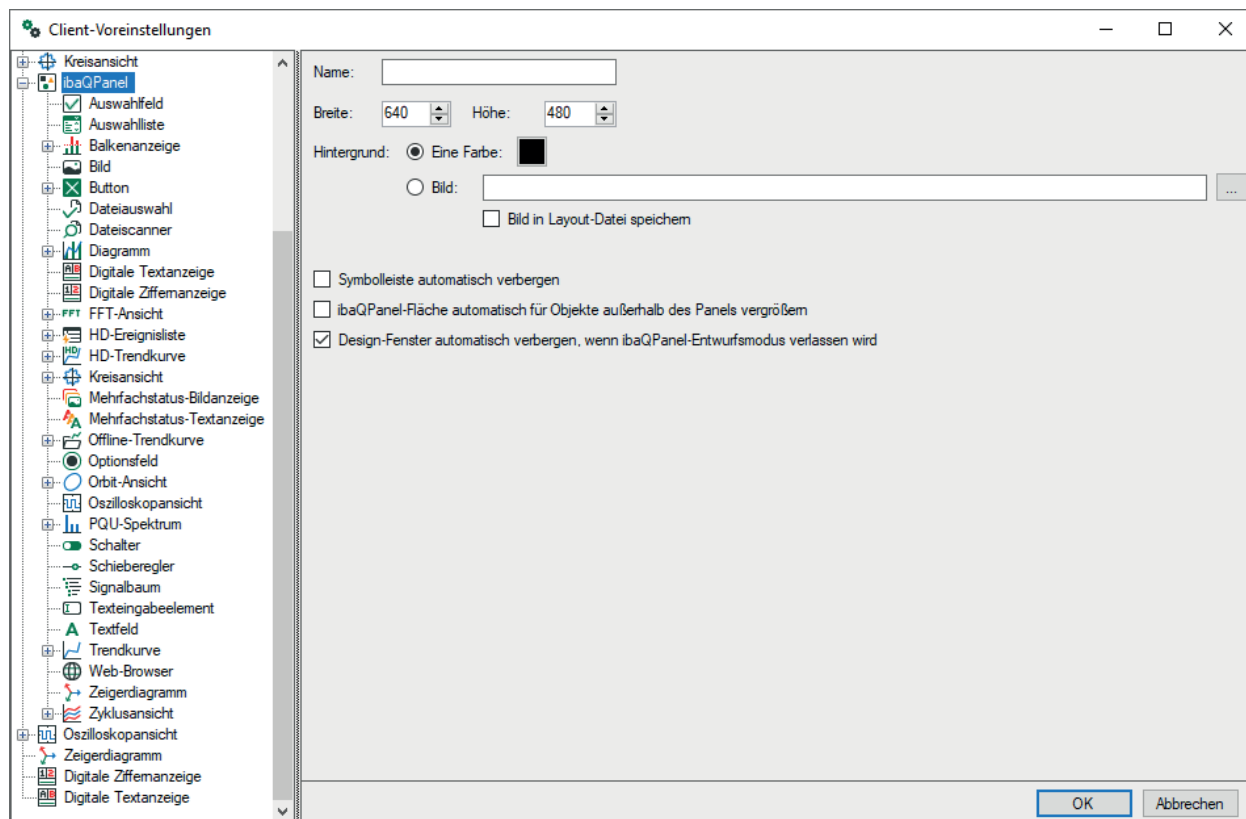 Client-Voreinstellungen
Kreisansicht
ibaQPanel
Auswahlfeld
Auswahlliste
Balkenanzeige
Bild
Button
Dateiauswahl
Dateiscanner
Diagramm
Digitale Textanzeige
Digitale Ziffernanzeige
FFT-Ansicht
HD-Ereignisliste
HD-Trendkurve
Kreisansicht
Mehrfachstatus-Bildanzeige
Mehrfachstatus-Textanzeige
Offline-Trendkurve
Optionsfeld
Orbit-Ansicht
Oszilloskopansicht
PQU-Spektrum
Schalter
Schieberegler
Signalbaum
Texteingabeelement
Textfeld
Trendkurve
Web-Browser
Zeigerdiagramm
Zyklusansicht
Oszilloskopansicht
Zeigerdiagramm
Digitale Ziffernanzeige
Digitale Textanzeige
Name:
Breite: 640 Höhe: 480
Hintergrund: Eine Farbe:
Bild: ...
Bild in Layout-Datei speichern
Symbolleiste automatisch verbergen
ibaQPanel-Fläche automatisch für Objekte außerhalb des Panels vergrößern
Design-Fenster automatisch verbergen, wenn ibaQPanel-Entwurfsmodus verlassen wird
OK Abbrechen